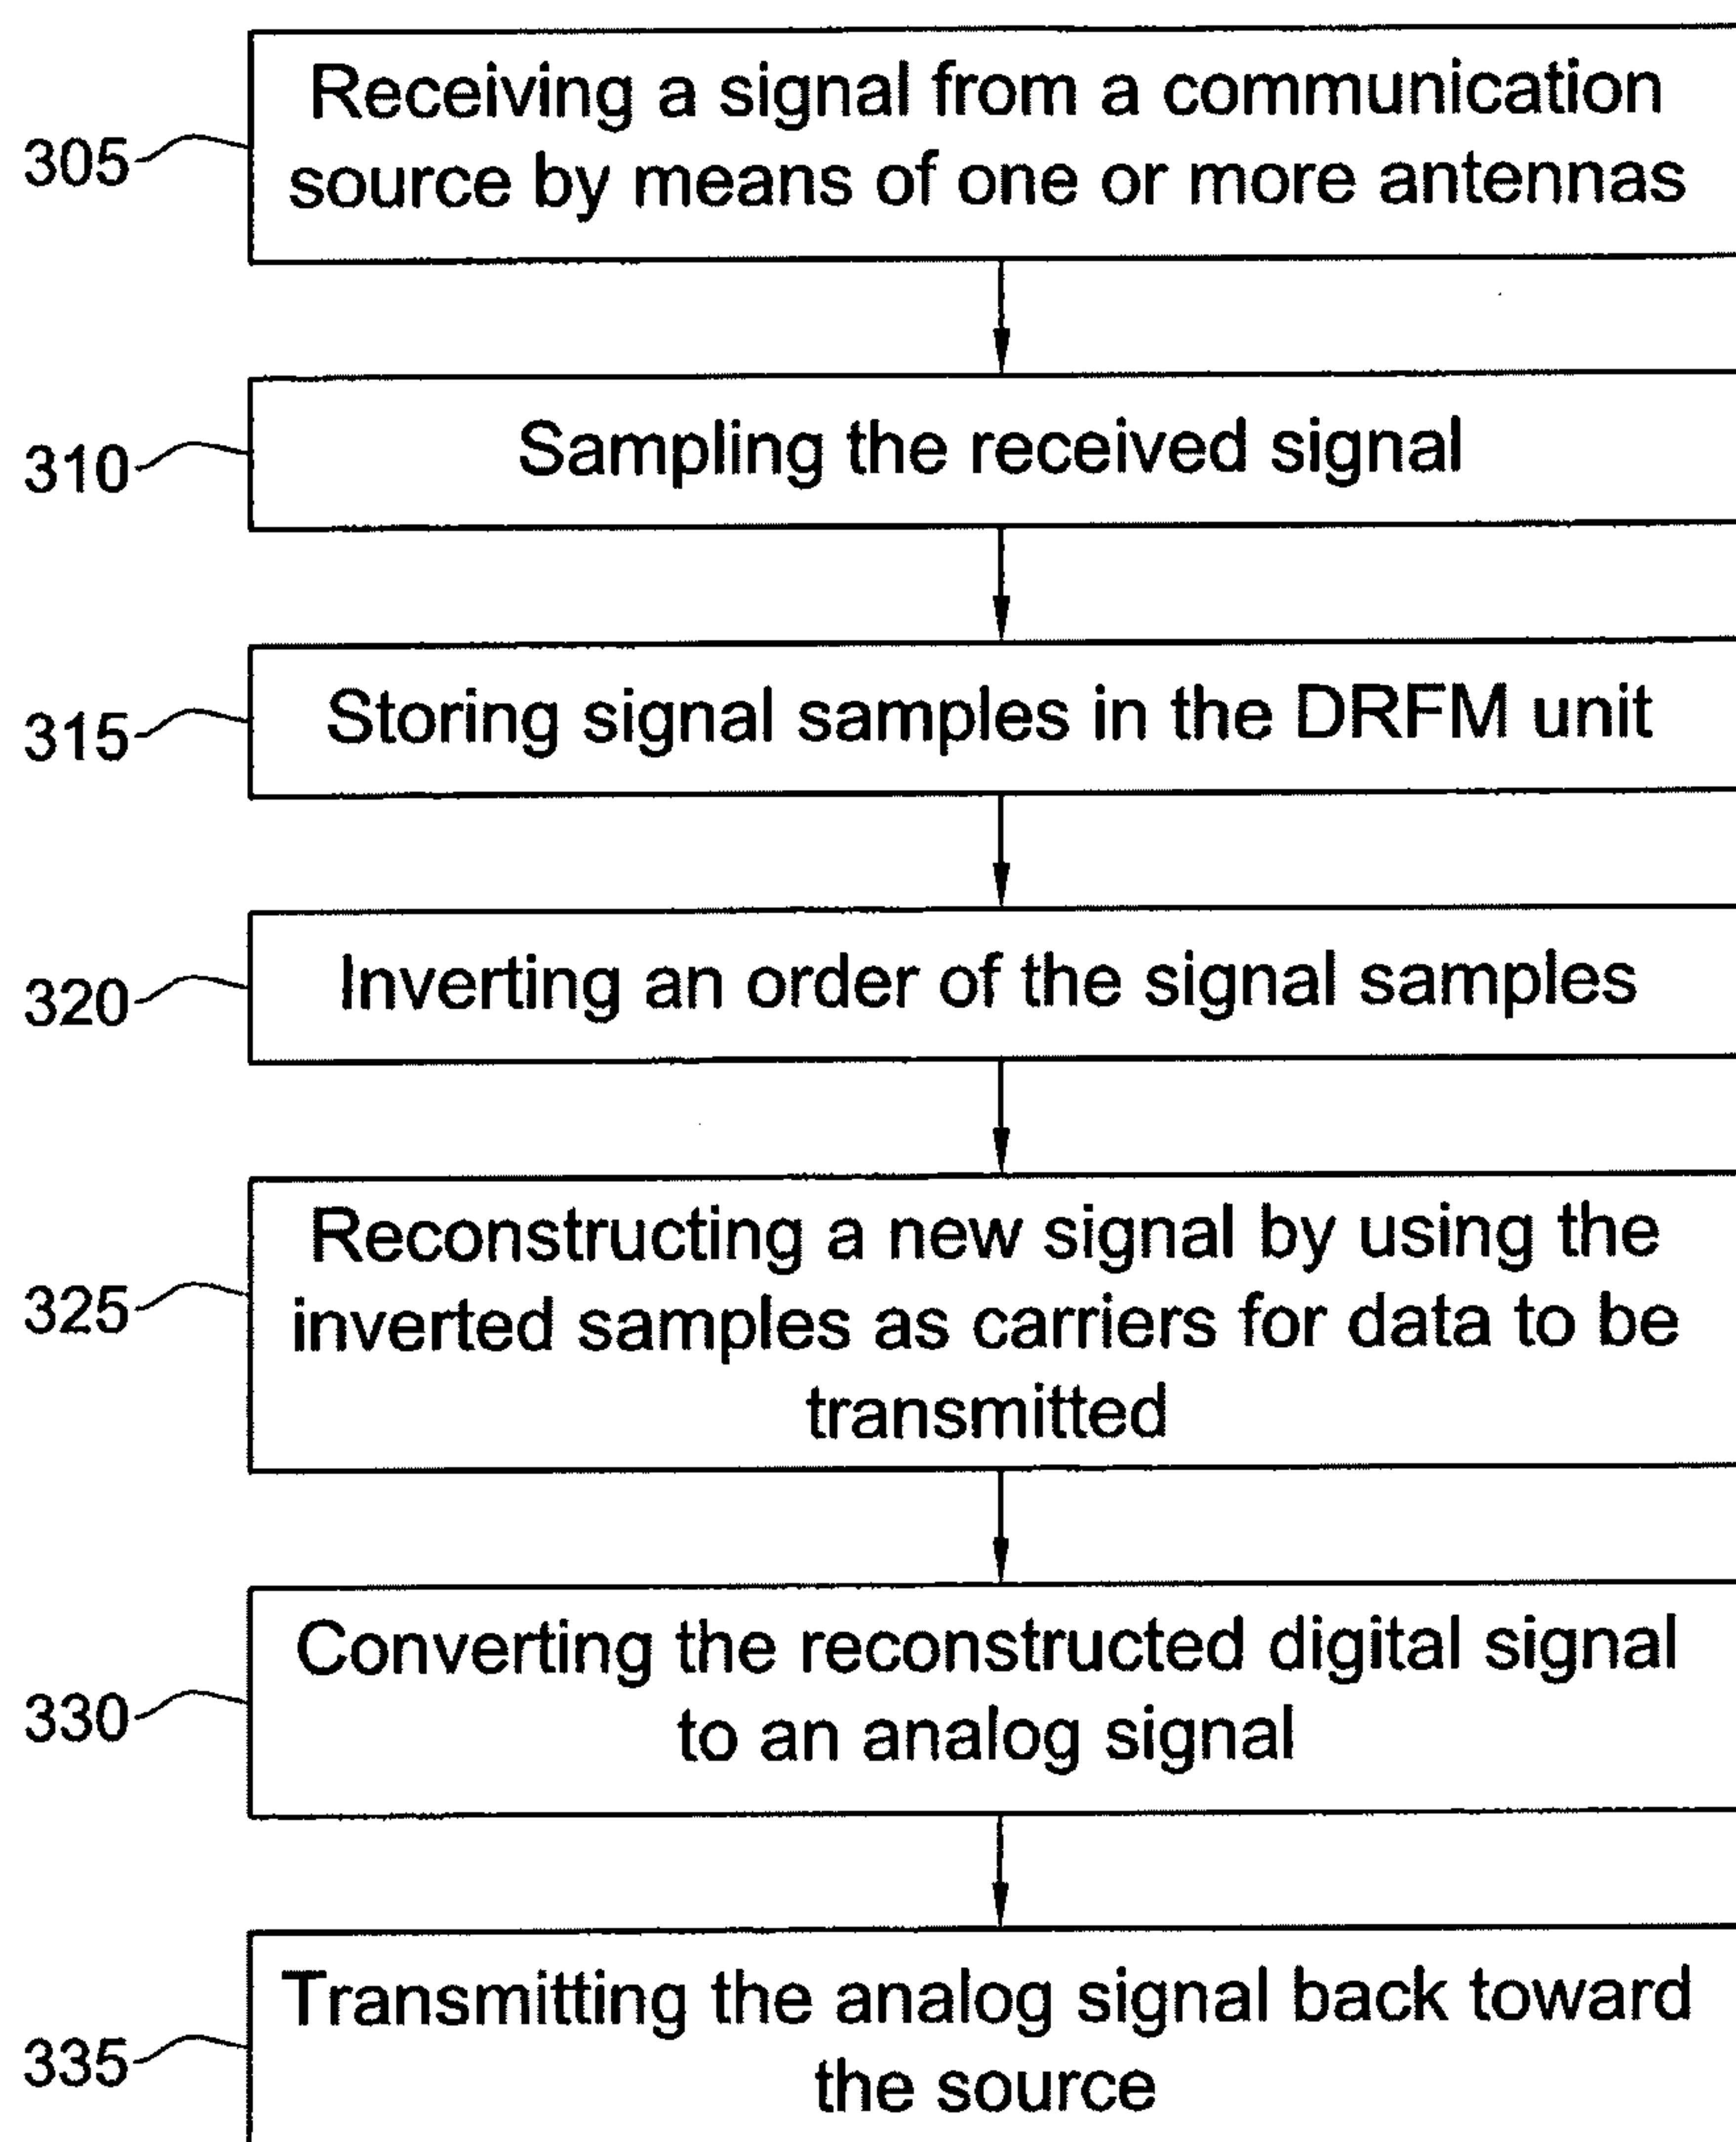 305
Receiving a signal from a communication
source by means of one or more antennas
310
Sampling the received signal
315
Storing signal samples in the DRFM unit
320
Inverting an order of the signal samples
325
Reconstructing a new signal by using the
inverted samples as carriers for data to be
transmitted
330
Converting the reconstructed digital signal
to an analog signal
335
Transmitting the analog signal back toward
the source